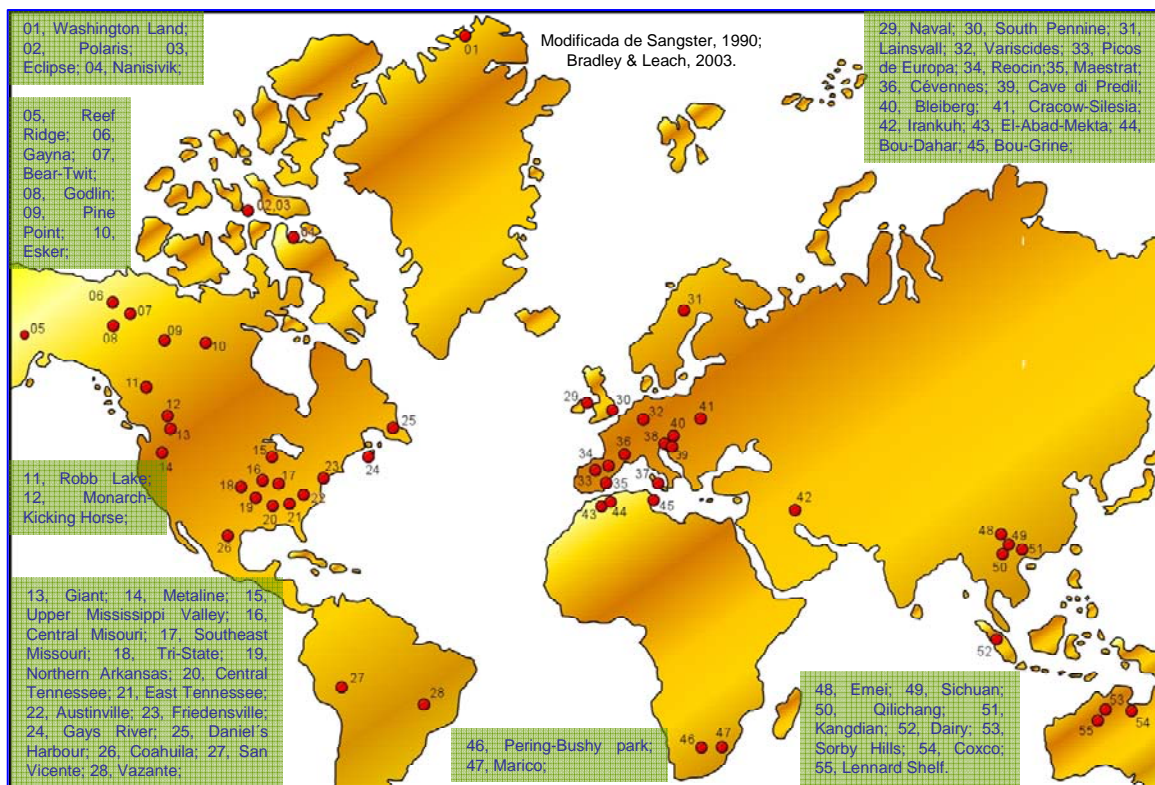 01, Washington Land;
02, Polaris; 03,
Eclipse; 04, Nanisivik;
Modificada de Sangster, 1990;
Bradley & Leach, 2003.
29, Naval; 30, South Pennine; 31,
Lainsvall; 32, Variscides; 33, Picos
de Europa; 34, Reocin;35, Maestrat;
36, Cévennes; 39, Cave di Predil;
40, Bleiberg; 41, Cracow-Silesia;
42, Irankuh; 43, El-Abad-Mekta; 44,
Bou-Dahar; 45, Bou-Grine;
05, Reef
Ridge; 06,
Gayna; 07,
Bear-Twit;
08, Godlin;
09, Pine
Point; 10,
Esker;
01
02,03
04
06
07
05
08
09
10
31
11
12
13
14
29
30
32
41
40
38
39
36
34
33
35
37
25
24
15
16
17
18
19
20
21
22
23
26
43
44
45
42
48
49
50
51
52
11, Robb Lake;
12, Monarch-
Kicking Horse;
13, Giant; 14, Metaline; 15,
Upper Mississippi Valley; 16,
Central Misouri; 17, Southeast
Missouri; 18, Tri-State; 19,
Northern Arkansas; 20, Central
Tennessee; 21, East Tennessee;
22, Austinville; 23, Friedensville;
24, Gays River; 25, Daniel´s
Harbour; 26, Coahuila; 27, San
Vicente; 28, Vazante;
27
28
46
47
46, Pering-Bushy park;
47, Marico;
48, Emei; 49, Sichuan;
50, Qilichang; 51,
Kangdian; 52, Dairy; 53,
Sorby Hills; 54, Coxco;
55, Lennard Shelf.
53
54
55